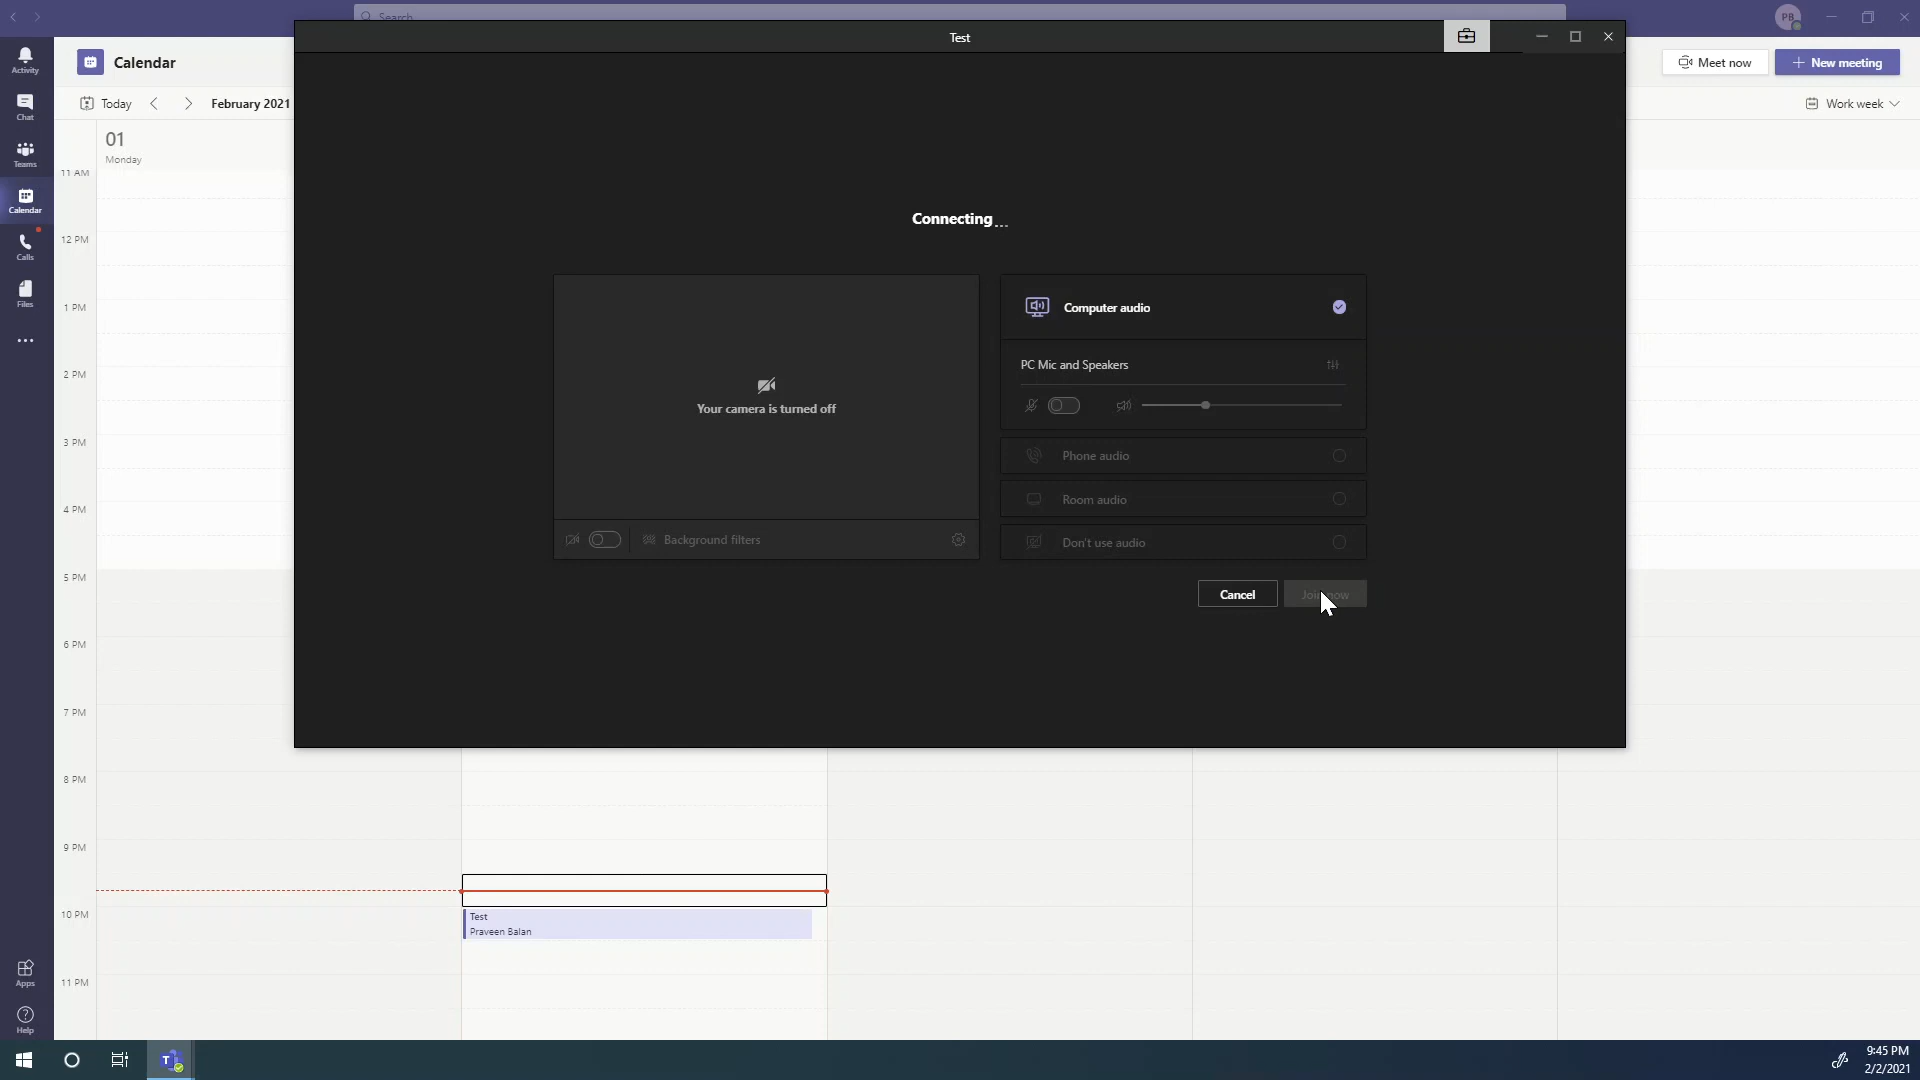 Search
PB
Test
Activity
Chat
Teams
Calendar
Calls
Files
Apps
Help
Calendar
Meet now
New meeting
Today
February 2021
Work week
01
Monday
11 AM
12 PM
1 PM
2 PM
3 PM
4 PM
5 PM
6 PM
7 PM
8 PM
9 PM
10 PM
11 PM
Connecting...
Your camera is turned off
Background filters
Computer audio
PC Mic and Speakers
Phone audio
Room audio
Don't use audio
Cancel
Join now
Test
Praveen Balan
T
9:45 PM
2/2/2021